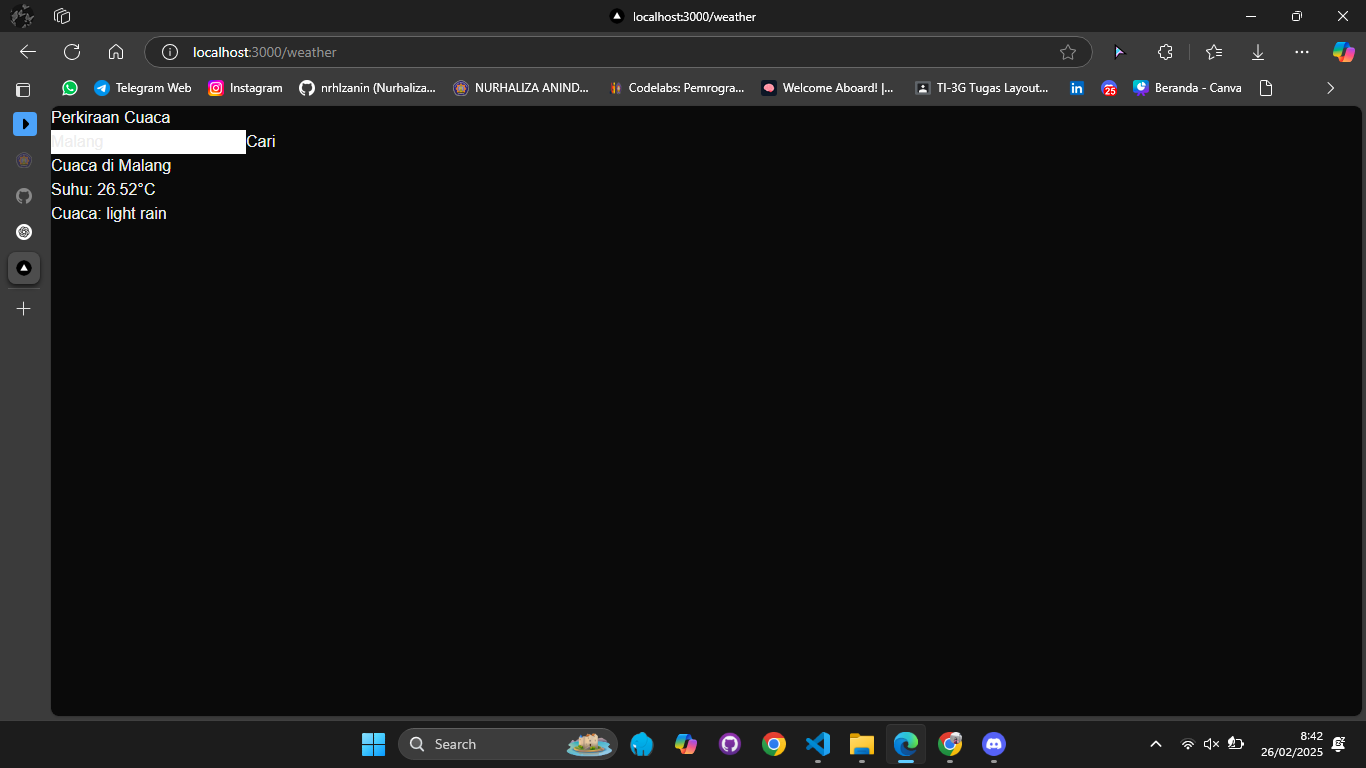 localhost:3000/weather
localhost:3000/weather
Telegram Web
Instagram
nrhlzanin (Nurhaliza...
NURHALIZA ANIND...
Codelabs: Pemrogra...
Welcome Aboard! |...
TI-3G Tugas Layout...
in
25
Beranda - Canva
Perkiraan Cuaca
Malang
Cari
Cuaca di Malang
Suhu: 26.52°C
Cuaca: light rain
Search
8:42
26/02/2025